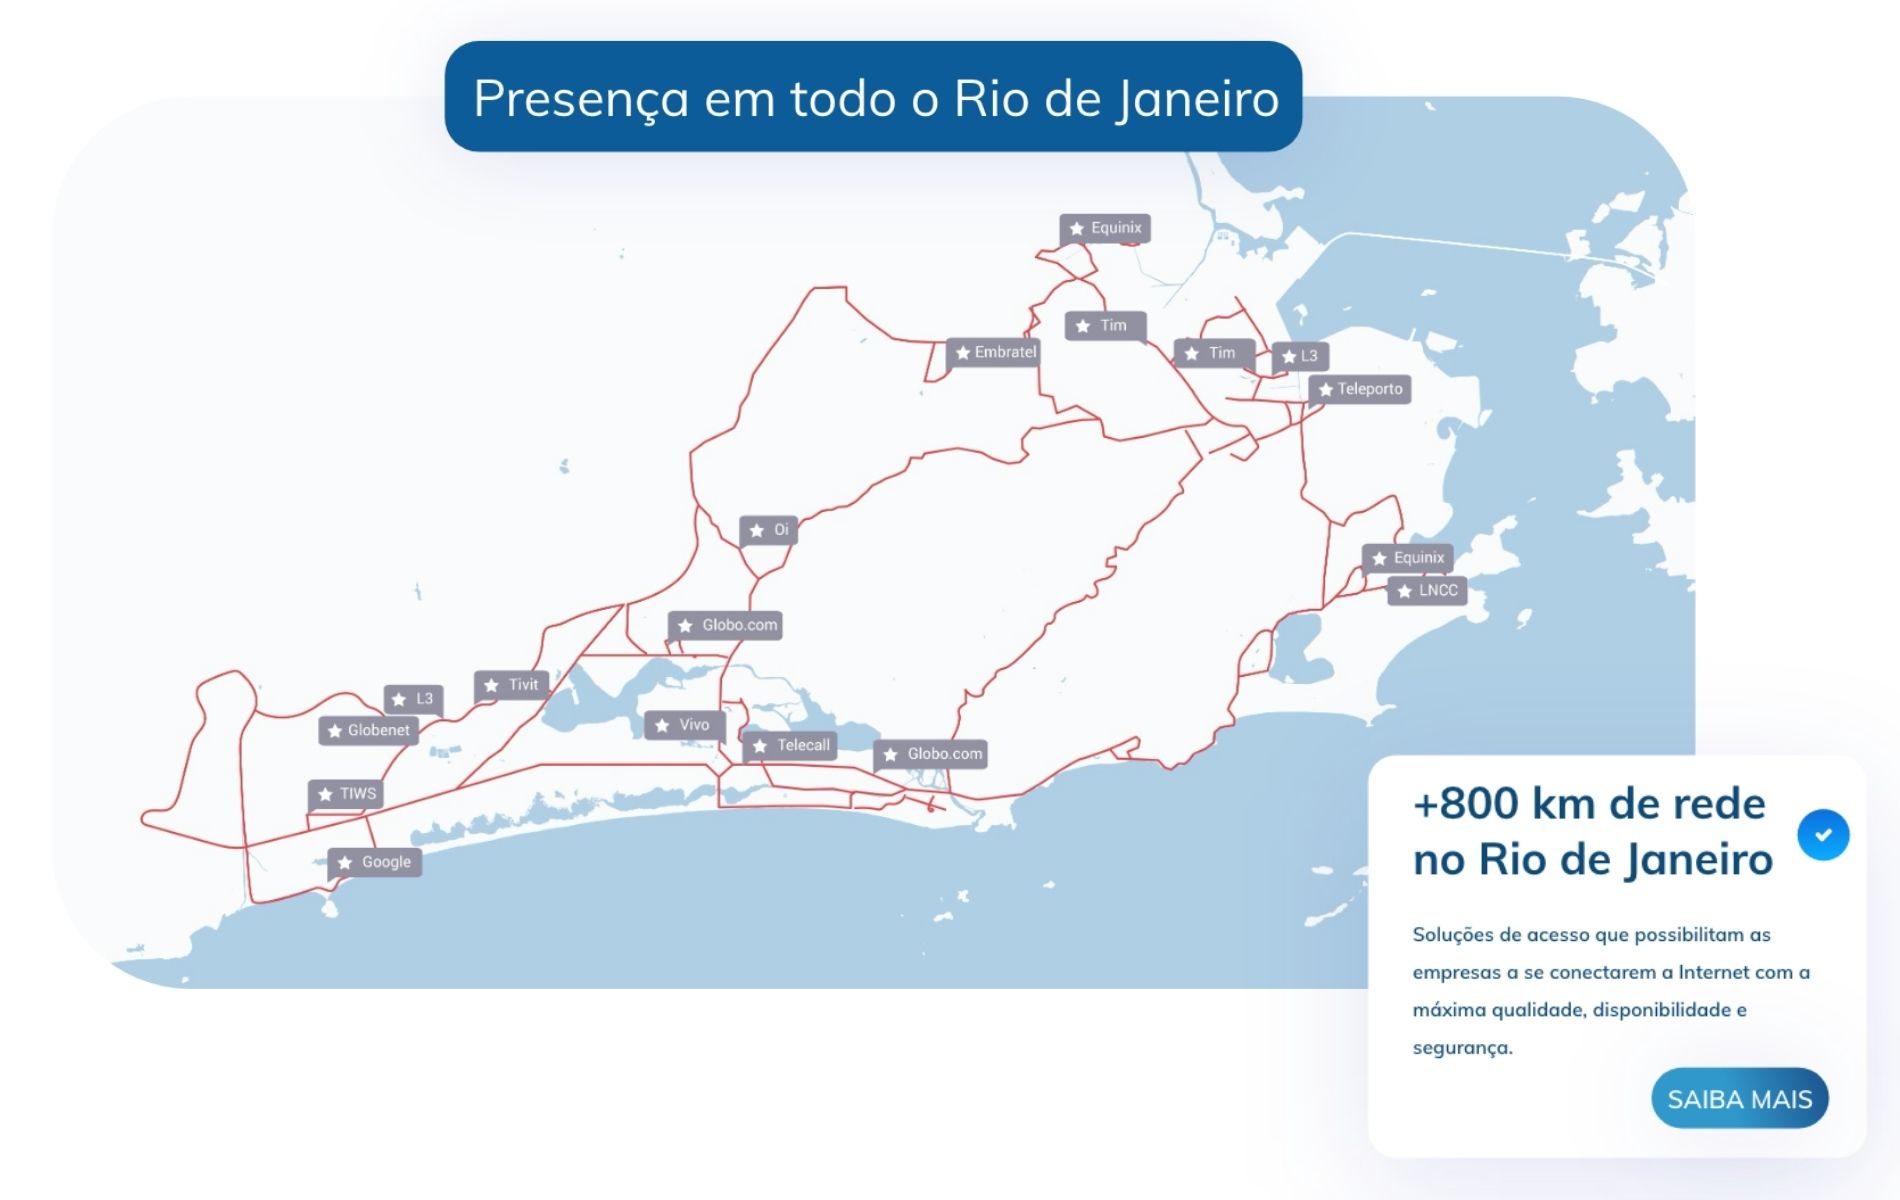 Presença em todo o Rio de Janeiro
Equinix
Tim
Embratel
Tim
L3
Teleporto
Oi
Equinix
LNCC
Globo.com
Tivit
L3
Globenet
Vivo
Telecall
Globo.com
TIWS
Google
+800 km de rede
no Rio de Janeiro
Soluções de acesso que possibilitam as
empresas a se conectarem a Internet com a
máxima qualidade, disponibilidade e
segurança.
SAIBA MAIS